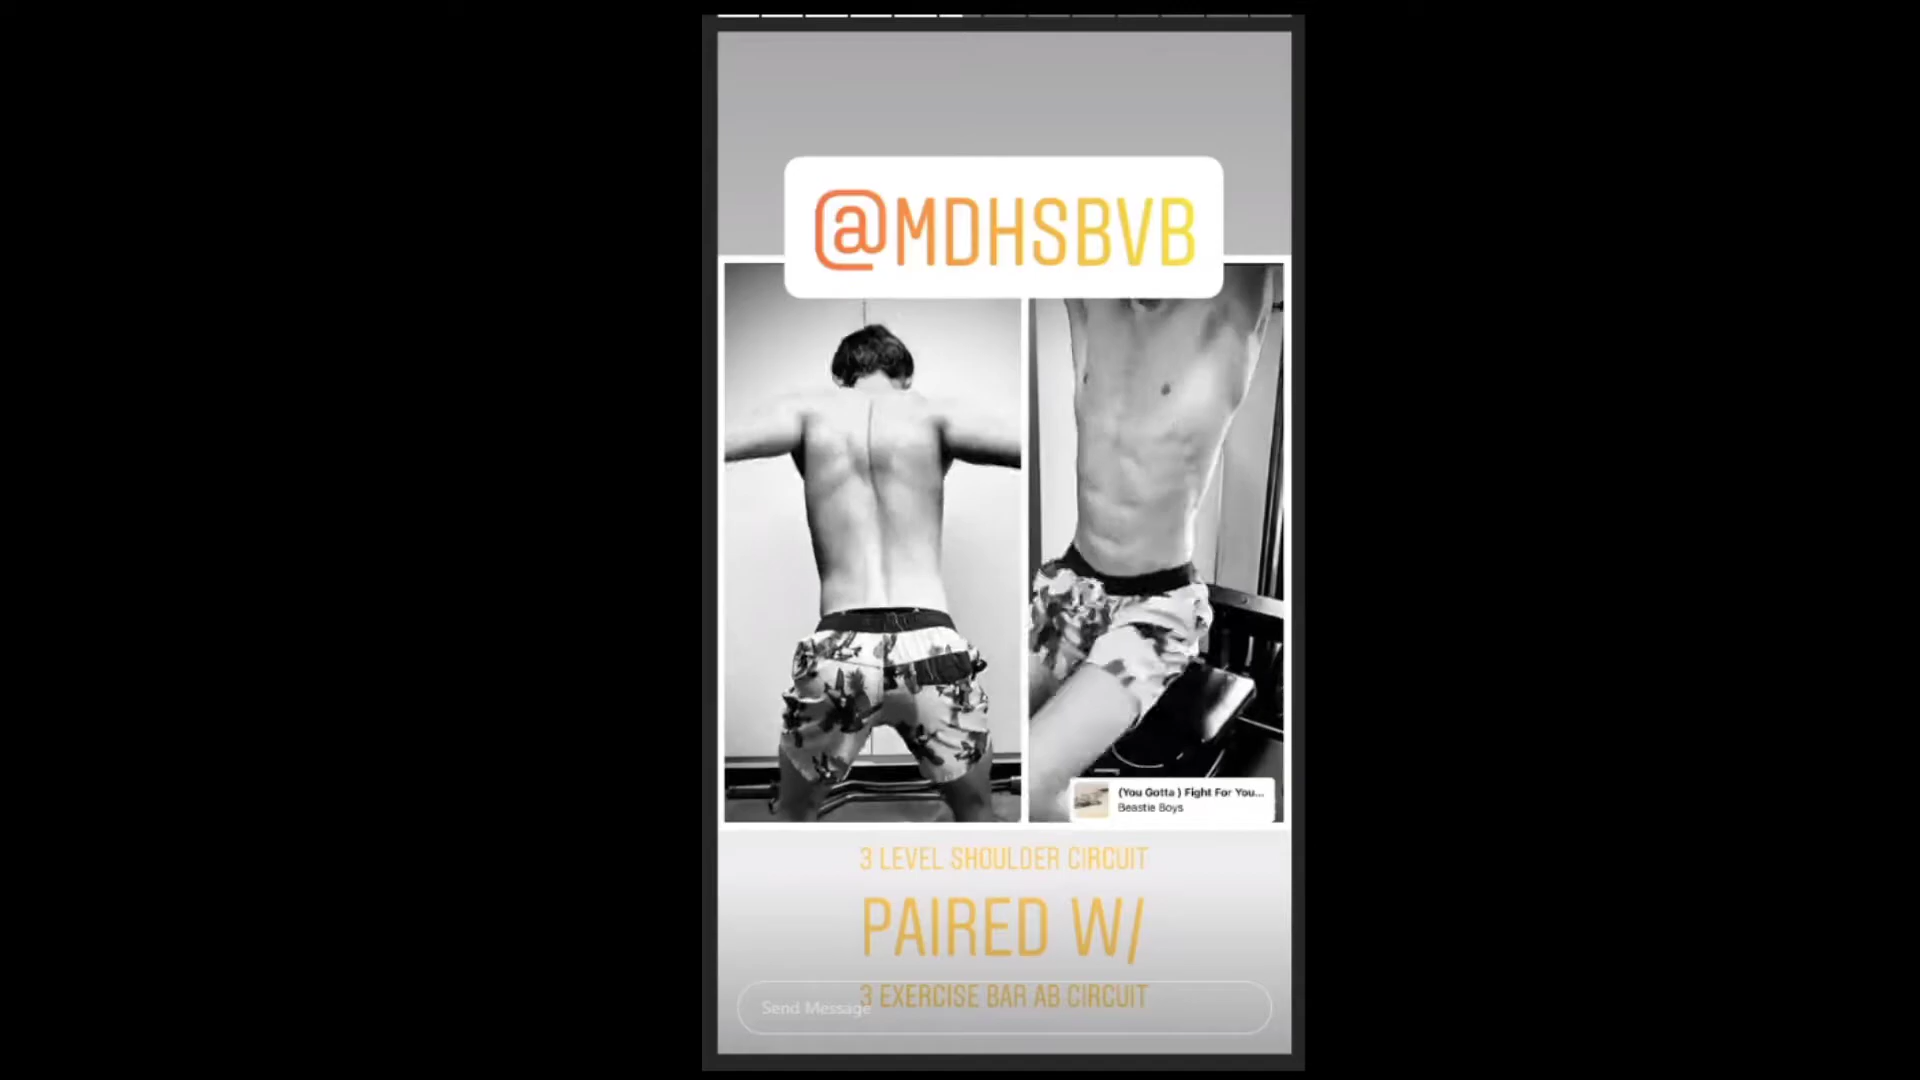 @MDHSBVB
(You Gotta ) Fight For You...
Beastie Boys
3 LEVEL SHOULDER CIRCUIT
PAIRED W/
3 EXERCISE BAR AB CIRCUIT
Send Message